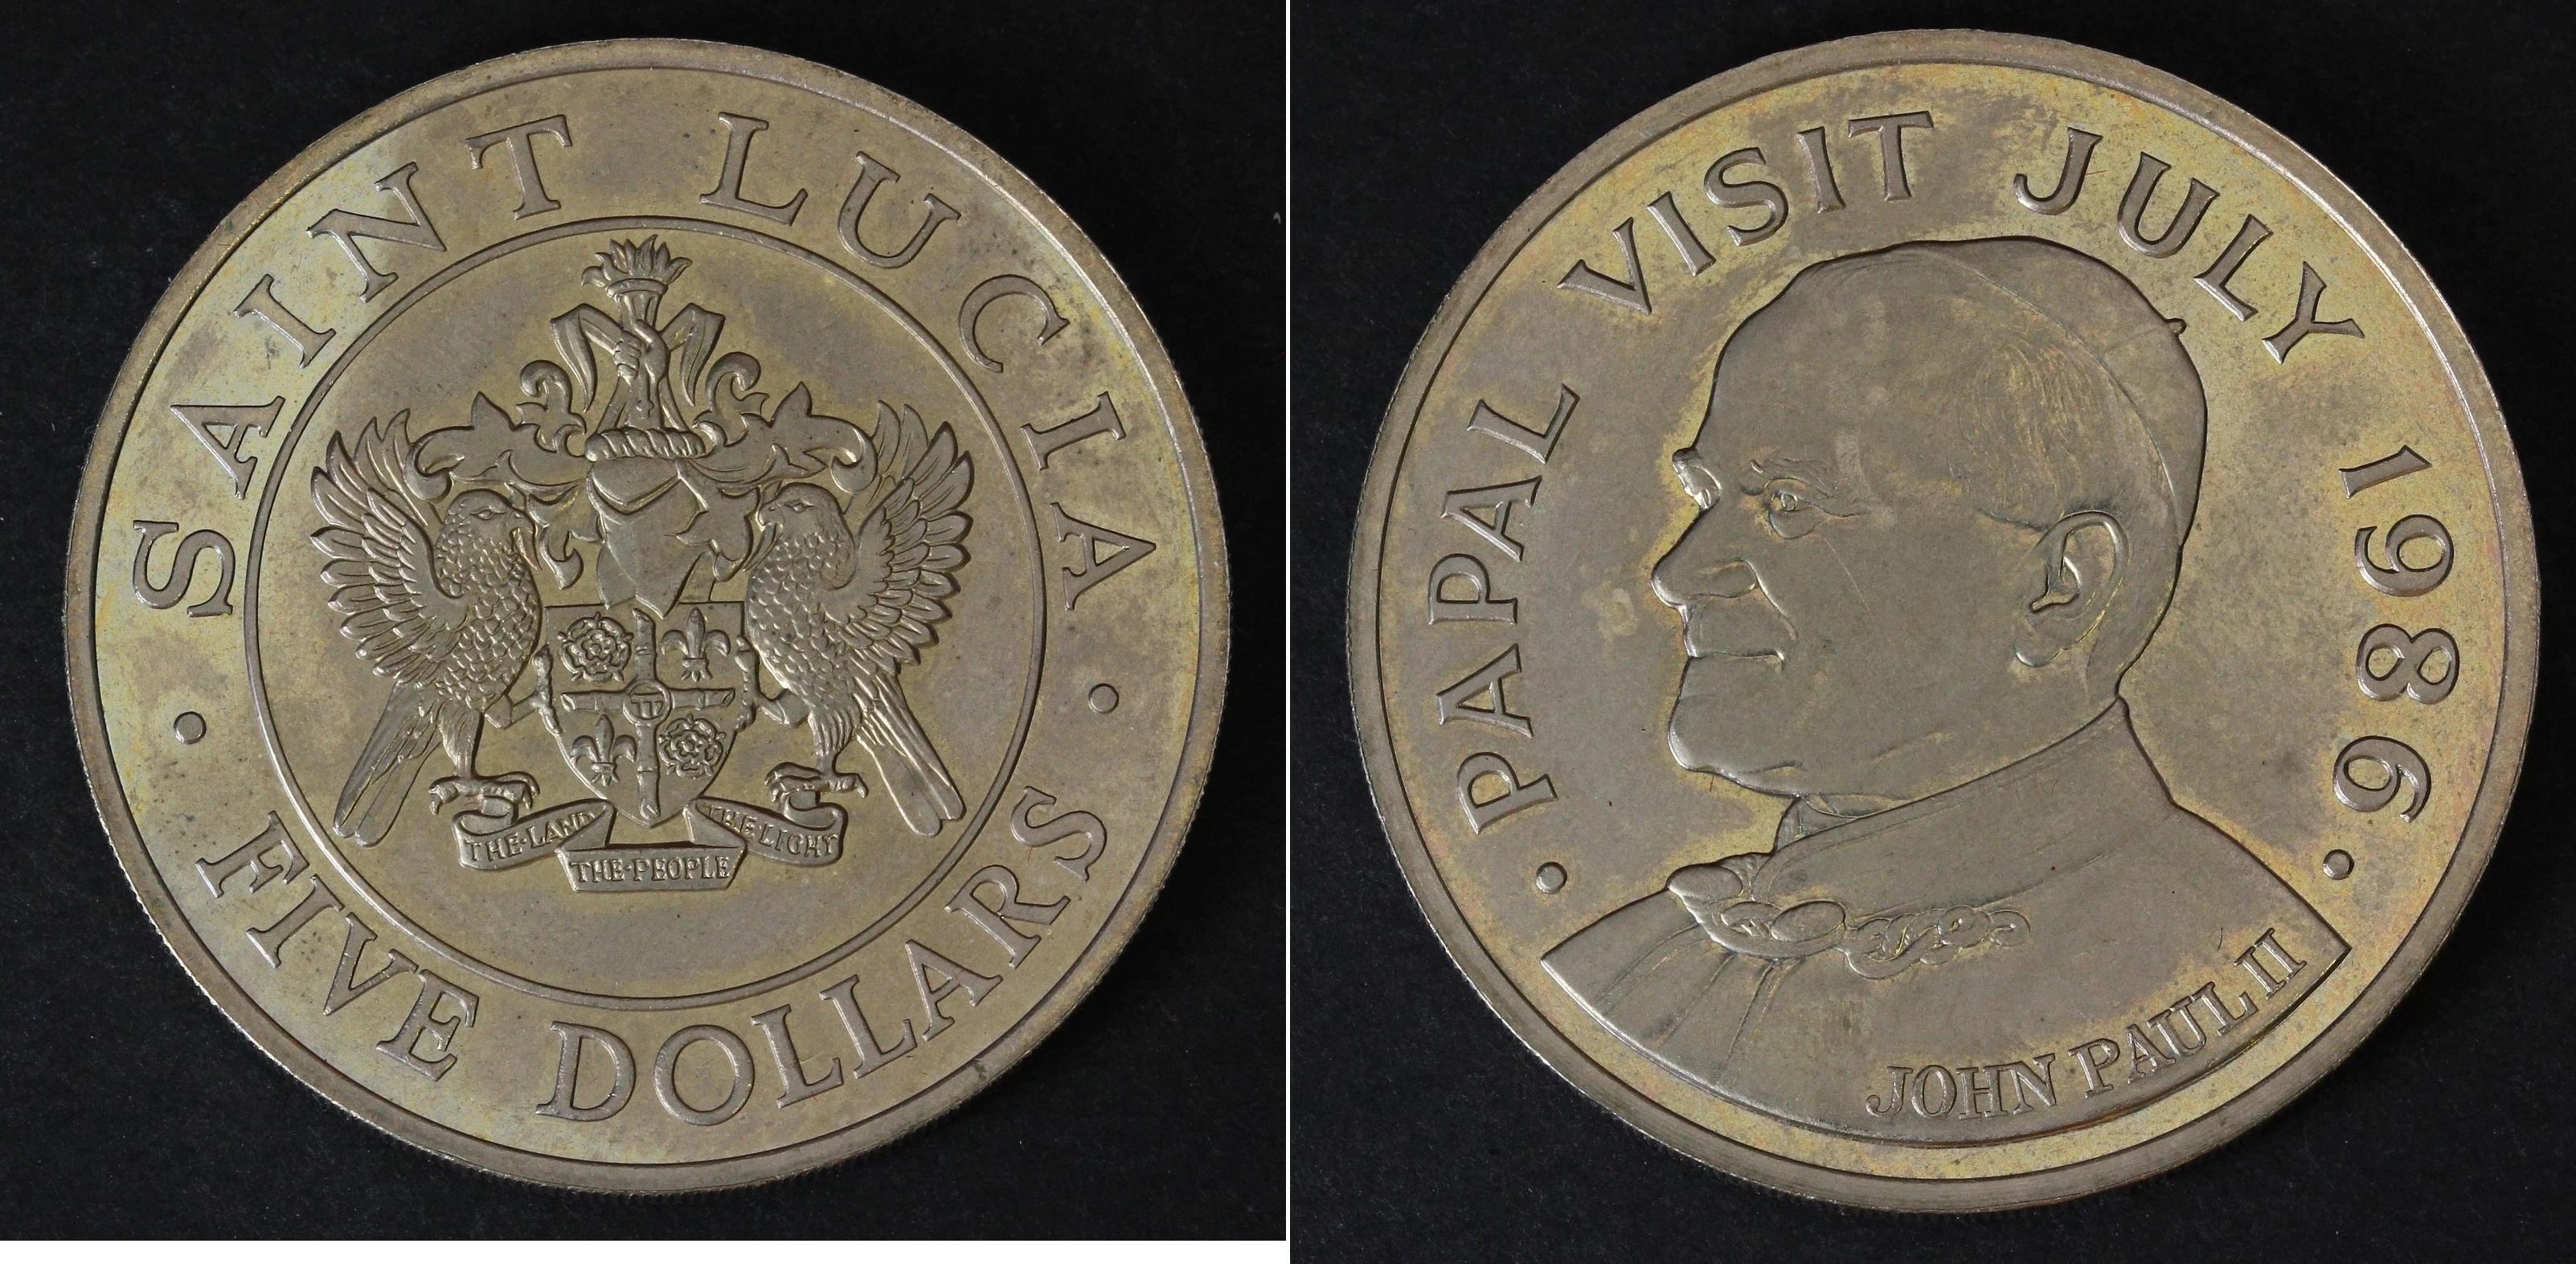 SAINT LUCIA
FIVE DOLLARS
THE·LAND
THE·PEOPLE
THE LIGHT
PAPAL VISIT JULY 1986
JOHN PAUL II